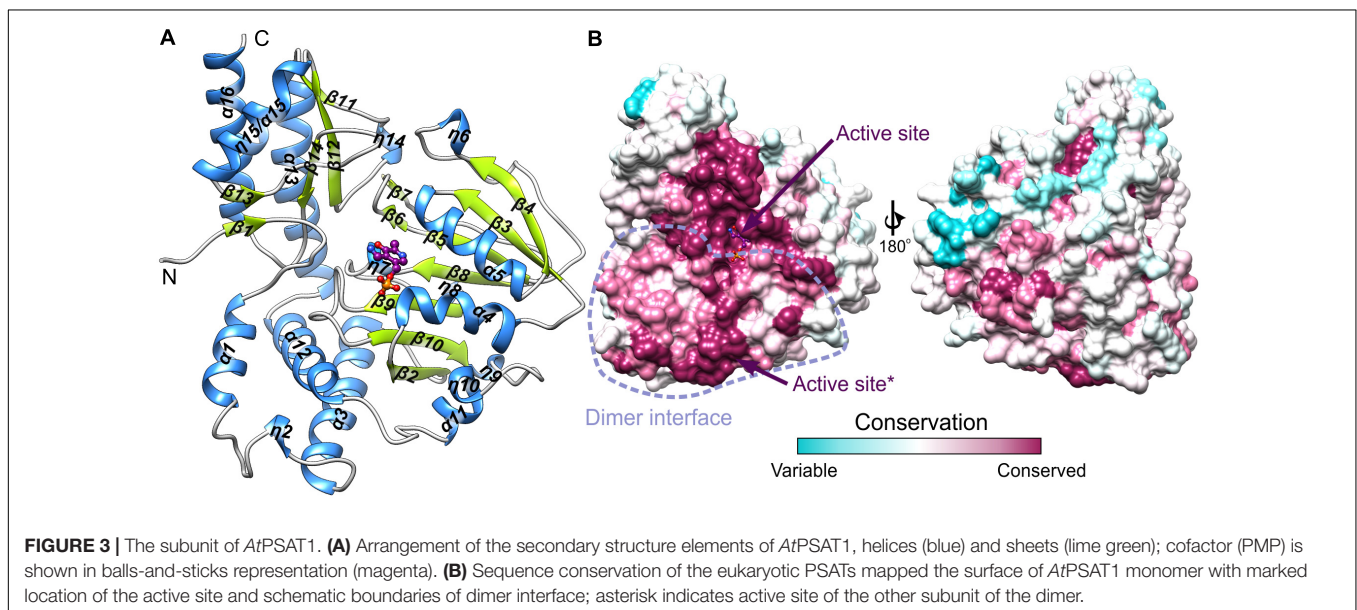 A
C
N
α16
η15/α15
α13
β14
β12
β11
η14
η6
β13
β1
β7
β6
β5
β3
β4
α5
η7
β8
η8
β9
α4
β10
β2
η9
η10
α11
α1
α12
α3
η2
B
Active site
180°
Active site*
Dimer interface
Conservation
Variable
Conserved
FIGURE 3 | The subunit of AtPSAT1. (A) Arrangement of the secondary structure elements of AtPSAT1, helices (blue) and sheets (lime green); cofactor (PMP) is
shown in balls-and-sticks representation (magenta). (B) Sequence conservation of the eukaryotic PSATs mapped the surface of AtPSAT1 monomer with marked
location of the active site and schematic boundaries of dimer interface; asterisk indicates active site of the other subunit of the dimer.